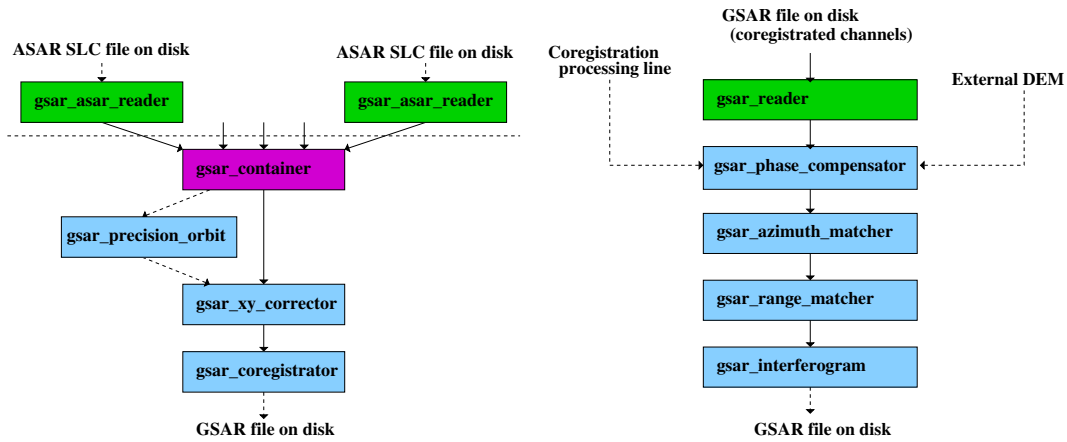 ASAR SLC file on disk
ASAR SLC file on disk
gsar_asar_reader
gsar_asar_reader
gsar_container
gsar_precision_orbit
gsar_xy_corrector
gsar_coregistrator
GSAR file on disk
GSAR file on disk
(coregistrated channels)
Coregistration
processing line
External DEM
gsar_reader
gsar_phase_compensator
gsar_azimuth_matcher
gsar_range_matcher
gsar_interferogram
GSAR file on disk